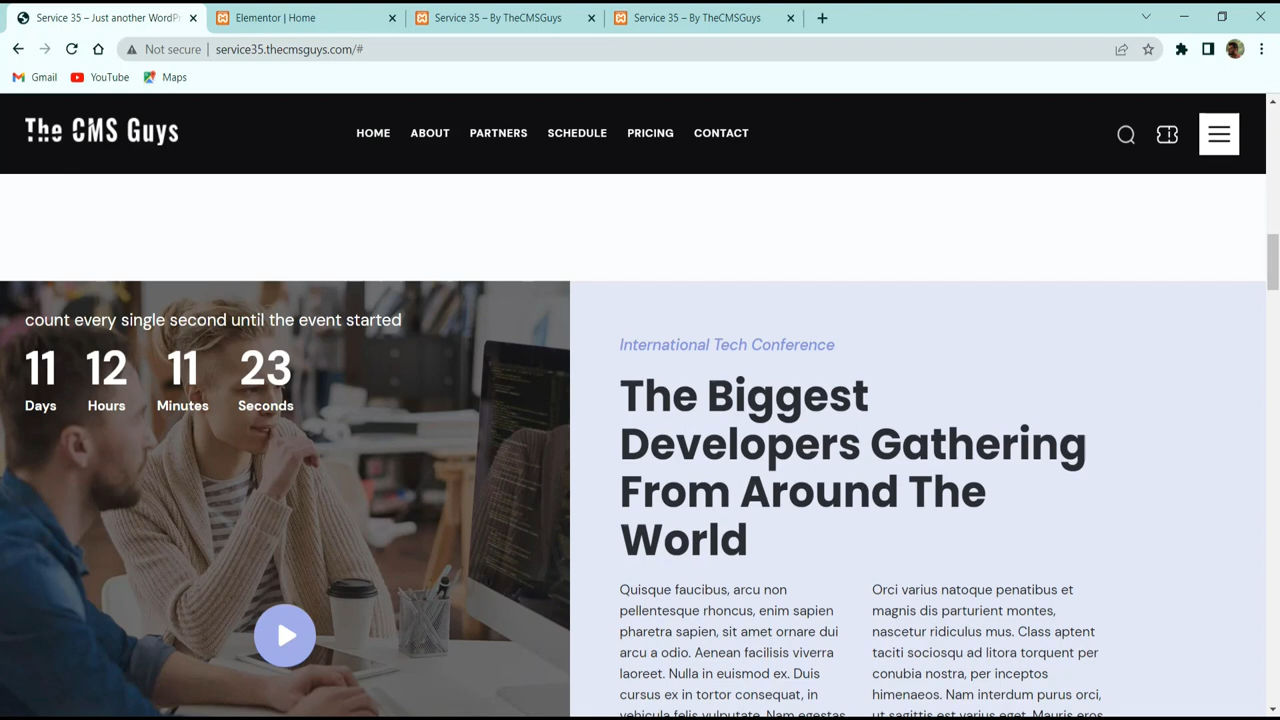 Service 35 – Just another WordPr
Elementor | Home
Service 35 – By TheCMSGuys
Service 35 – By TheCMSGuys
Not secure
service35.thecmsguys.com/#
Gmail
YouTube
Maps
The CMS Guys
HOME
ABOUT
PARTNERS
SCHEDULE
PRICING
CONTACT
count every single second until the event started
11 12 11 23
Days Hours Minutes Seconds
International Tech Conference
The Biggest
Developers Gathering
From Around The
World
Quisque faucibus, arcu non
pellentesque rhoncus, enim sapien
pharetra sapien, sit amet ornare dui
arcu a odio. Aenean facilisis viverra
laoreet. Nulla in euismod ex. Duis
cursus ex in tortor consequat, in
vehicula felis vulputate. Nam egestas
Orci varius natoque penatibus et
magnis dis parturient montes,
nascetur ridiculus mus. Class aptent
taciti sociosqu ad litora torquent per
conubia nostra, per inceptos
himenaeos. Nam interdum purus orci,
ut sagittis est varius eget. Mauris eros